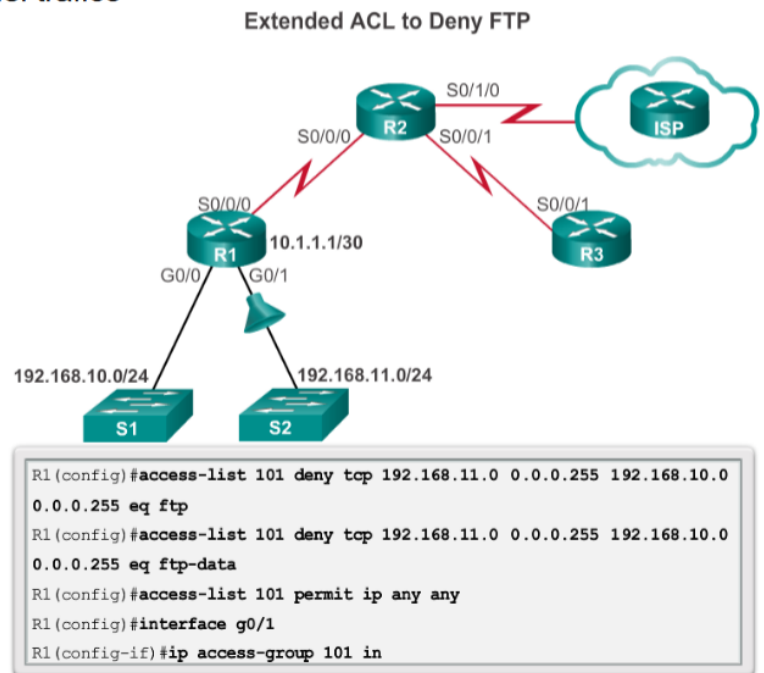 Extended ACL to Deny FTP
S0/1/0
R2
ISP
S0/0/0
S0/0/1
S0/0/0
S0/0/1
R1
10.1.1.1/30
R3
G0/0
G0/1
192.168.10.0/24
192.168.11.0/24
S1
S2
R1(config)#access-list 101 deny tcp 192.168.11.0 0.0.0.255 192.168.10.0
0.0.0.255 eq ftp
R1(config)#access-list 101 deny tcp 192.168.11.0 0.0.0.255 192.168.10.0
0.0.0.255 eq ftp-data
R1(config)#access-list 101 permit ip any any
R1(config)#interface g0/1
R1(config-if)#ip access-group 101 in